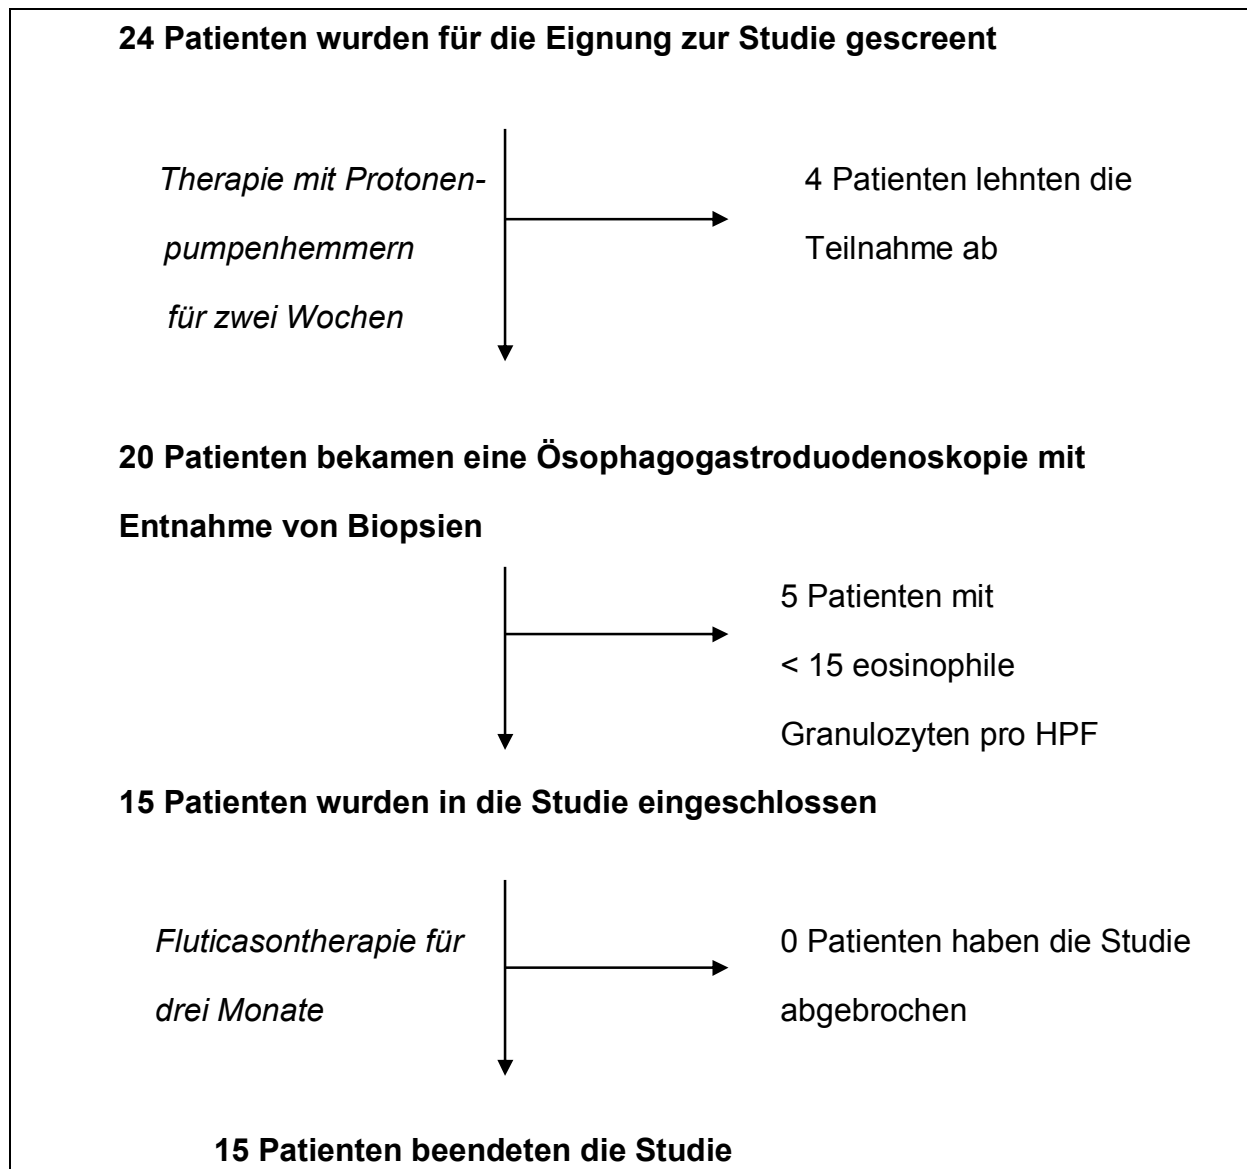 24 Patienten wurden für die Eignung zur Studie gescreent
Therapie mit Protonen-
pumpenhemmern
für zwei Wochen
4 Patienten lehnten die
Teilnahme ab
20 Patienten bekamen eine Ösophagogastroduodenoskopie mit
Entnahme von Biopsien
5 Patienten mit
< 15 eosinophile
Granulozyten pro HPF
15 Patienten wurden in die Studie eingeschlossen
Fluticasontherapie für
drei Monate
0 Patienten haben die Studie
abgebrochen
15 Patienten beendeten die Studie